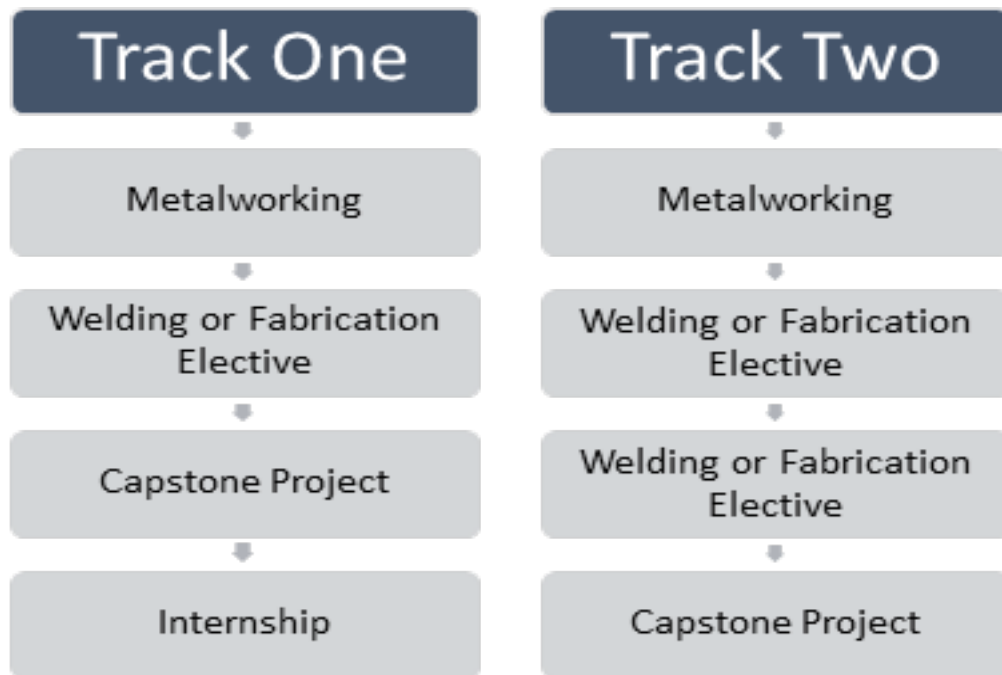 Track One
Metalworking
Welding or Fabrication
Elective
Capstone Project
Internship
Track Two
Metalworking
Welding or Fabrication
Elective
Welding or Fabrication
Elective
Capstone Project